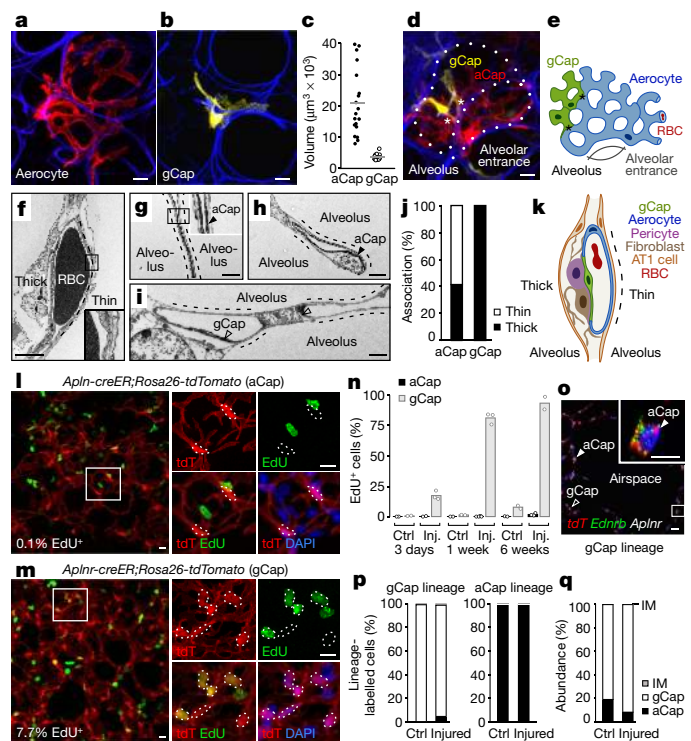 a
Aerocyte
b
gCap
c
Volume (μm³ × 10³)
40
30
20
10
0
aCap gCap
d
gCap
aCap
*
*
Alveolus
Alveolar
entrance
e
gCap
Aerocyte
*
*
RBC
Alveolus
Alveolar
entrance
f
RBC
Thick
Thin
g
Alveo-
lus
Alveo-
lus
aCap
h
Alveolus
aCap
Alveolus
i
Alveolus
gCap
Alveolus
j
Association (%)
100
80
60
40
20
0
aCap gCap
Thin
Thick
k
gCap
Aerocyte
Pericyte
Fibroblast
AT1 cell
RBC
Thick
Thin
Alveolus
Alveolus
l
Apln-creER;Rosa26-tdTomato (aCap)
0.1% EdU+
tdT
EdU
tdT EdU
tdT DAPI
m
Aplnr-creER;Rosa26-tdTomato (gCap)
7.7% EdU+
tdT
EdU
tdT EdU
tdT DAPI
n
aCap
gCap
EdU+ cells (%)
100
75
50
25
0
Ctrl Inj. Ctrl Inj. Ctrl Inj.
3 days 1 week 6 weeks
o
aCap
aCap
Airspace
gCap
tdT Ednrb Aplnr
gCap lineage
p
gCap lineage
aCap lineage
Lineage-
labelled cells (%)
100
80
60
40
20
0
Ctrl Injured
100
80
60
40
20
0
Ctrl Injured
q
Abundance (%)
100
80
60
40
20
0
IM
Ctrl Injured
IM
gCap
aCap